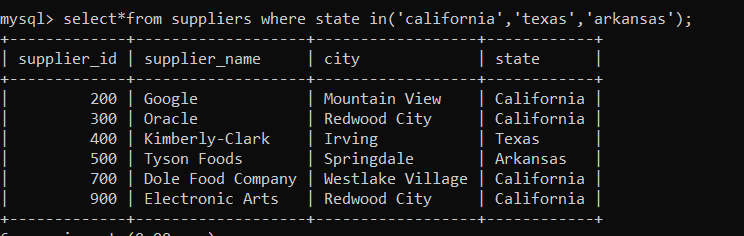 mysql> select*from suppliers where state in('california','texas','arkansas');
+-------------+-------------------+------------------+------------+
| supplier_id | supplier_name     | city             | state      |
+-------------+-------------------+------------------+------------+
|         200 | Google            | Mountain View    | California |
|         300 | Oracle            | Redwood City     | California |
|         400 | Kimberly-Clark    | Irving           | Texas      |
|         500 | Tyson Foods       | Springdale       | Arkansas   |
|         700 | Dole Food Company | Westlake Village | California |
|         900 | Electronic Arts   | Redwood City     | California |
+-------------+-------------------+------------------+------------+